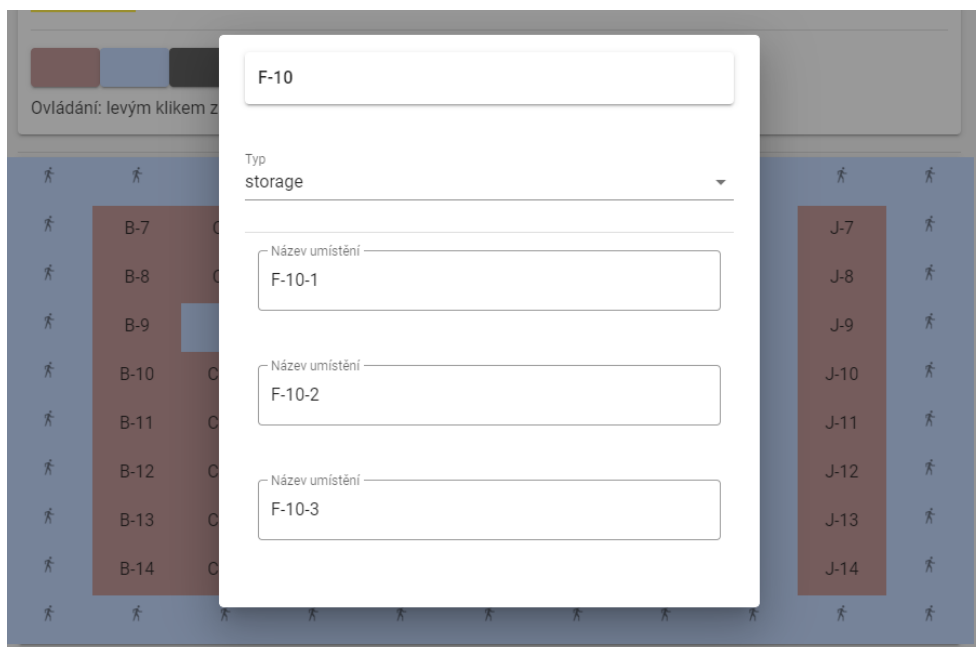 F-10
Ovládání: levým klikem z
Typ
storage
B-7 C J-7
Název umístění
F-10-1
B-8 C J-8
B-9 J-9
Název umístění
F-10-2
B-10 C J-10
B-11 C J-11
B-12 C J-12
Název umístění
F-10-3
B-13 C J-13
B-14 C J-14